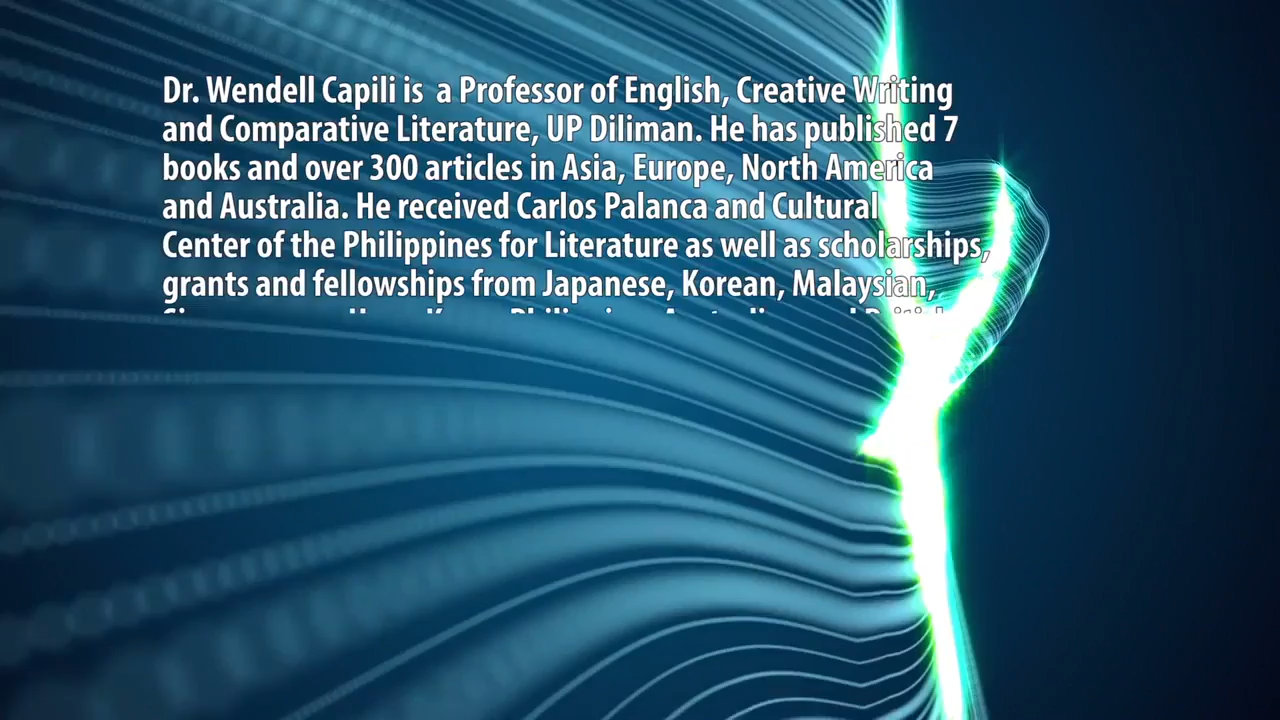 Dr. Wendell Capili is a Professor of English, Creative Writing
and Comparative Literature, UP Diliman. He has published 7
books and over 300 articles in Asia, Europe, North America
and Australia. He received Carlos Palanca and Cultural
Center of the Philippines for Literature as well as scholarships,
grants and fellowships from Japanese, Korean, Malaysian,